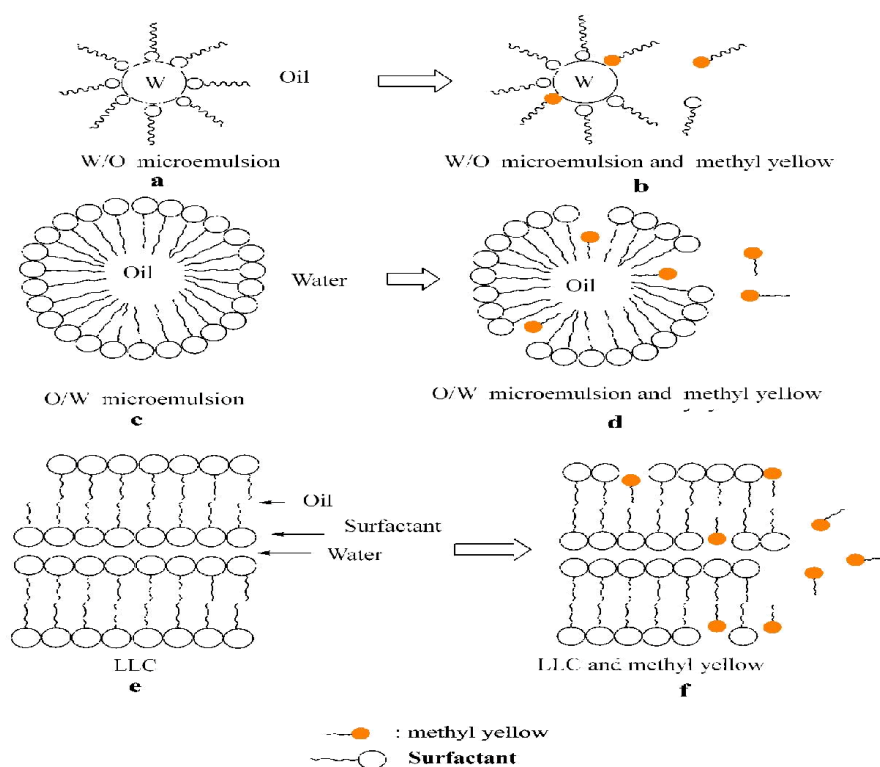 W
Oil
W
W/O microemulsion
a
W/O microemulsion and methyl yellow
b
Oil
Water
Oil
O/W microemulsion
c
O/W microemulsion and methyl yellow
d
Oil
Surfactant
Water
LLC
e
LLC and methyl yellow
f
: methyl yellow
Surfactant